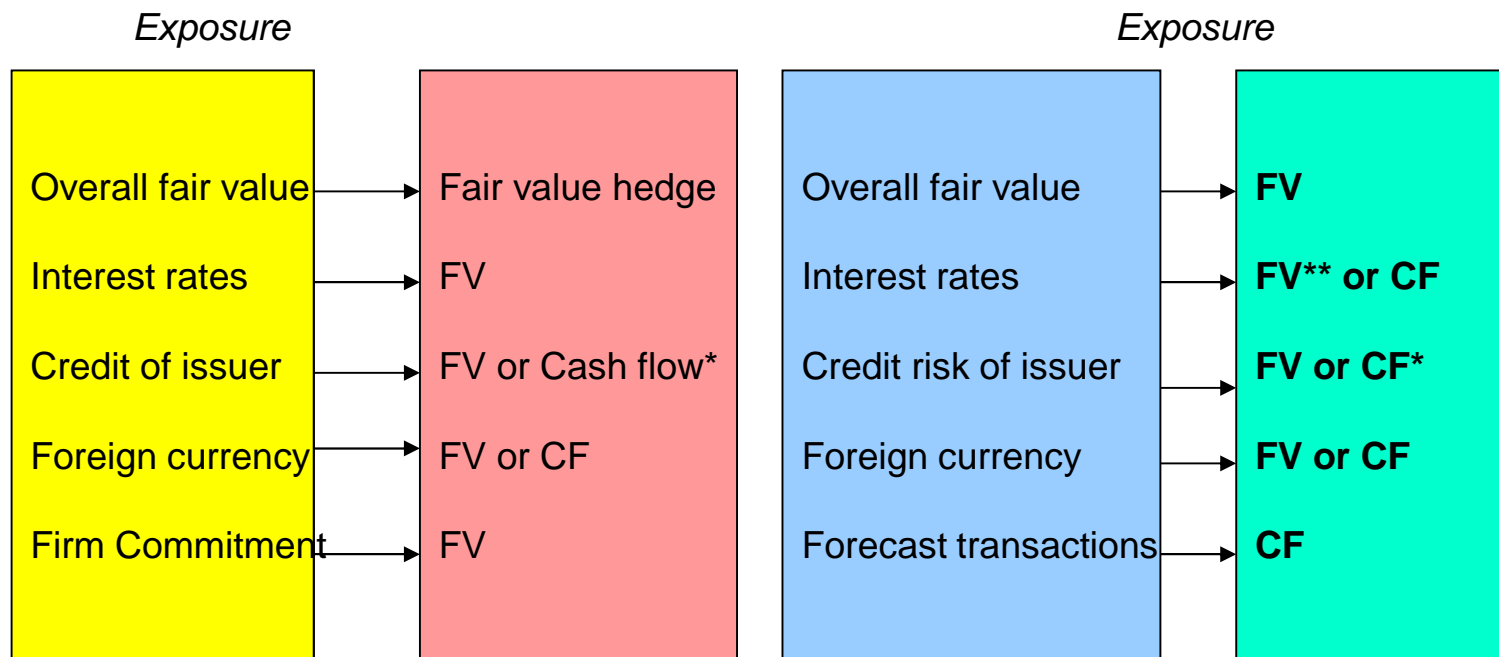 Exposure
Overall fair value
Fair value hedge
Interest rates
FV
Credit of issuer
FV or Cash flow*
Foreign currency
FV or CF
Firm Commitment
FV
Exposure
Overall fair value
FV
Interest rates
FV** or CF
Credit risk of issuer
FV or CF*
Foreign currency
FV or CF
Forecast transactions
CF